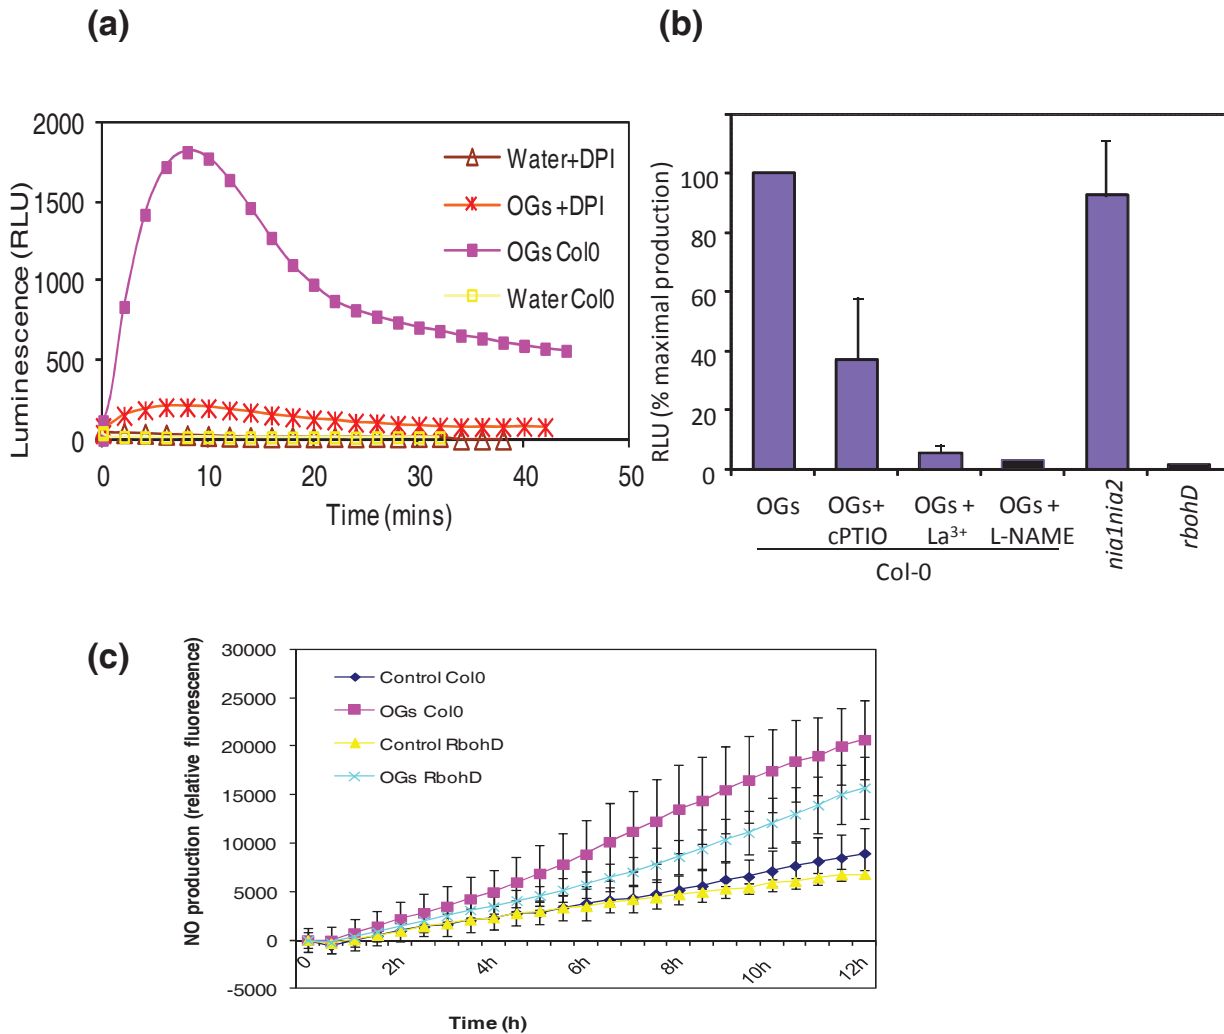 (a)
Luminescence (RLU)
2000
1500
1000
500
0
0
10
20
30
40
50
Time (mins)
Water+DPI
OGs +DPI
OGs Col0
Water Col0
(b)
RLU (% maximal production)
100
80
60
40
20
0
OGs
OGs+
cPTIO
OGs +
La³⁺
OGs +
L-NAME
nia1nia2
rbohD
Col-0
(c)
NO production (relative fluorescence)
30000
25000
20000
15000
10000
5000
0
-5000
Control Col0
OGs Col0
Control RbohD
OGs RbohD
0
2h
4h
6h
8h
10h
12h
Time (h)